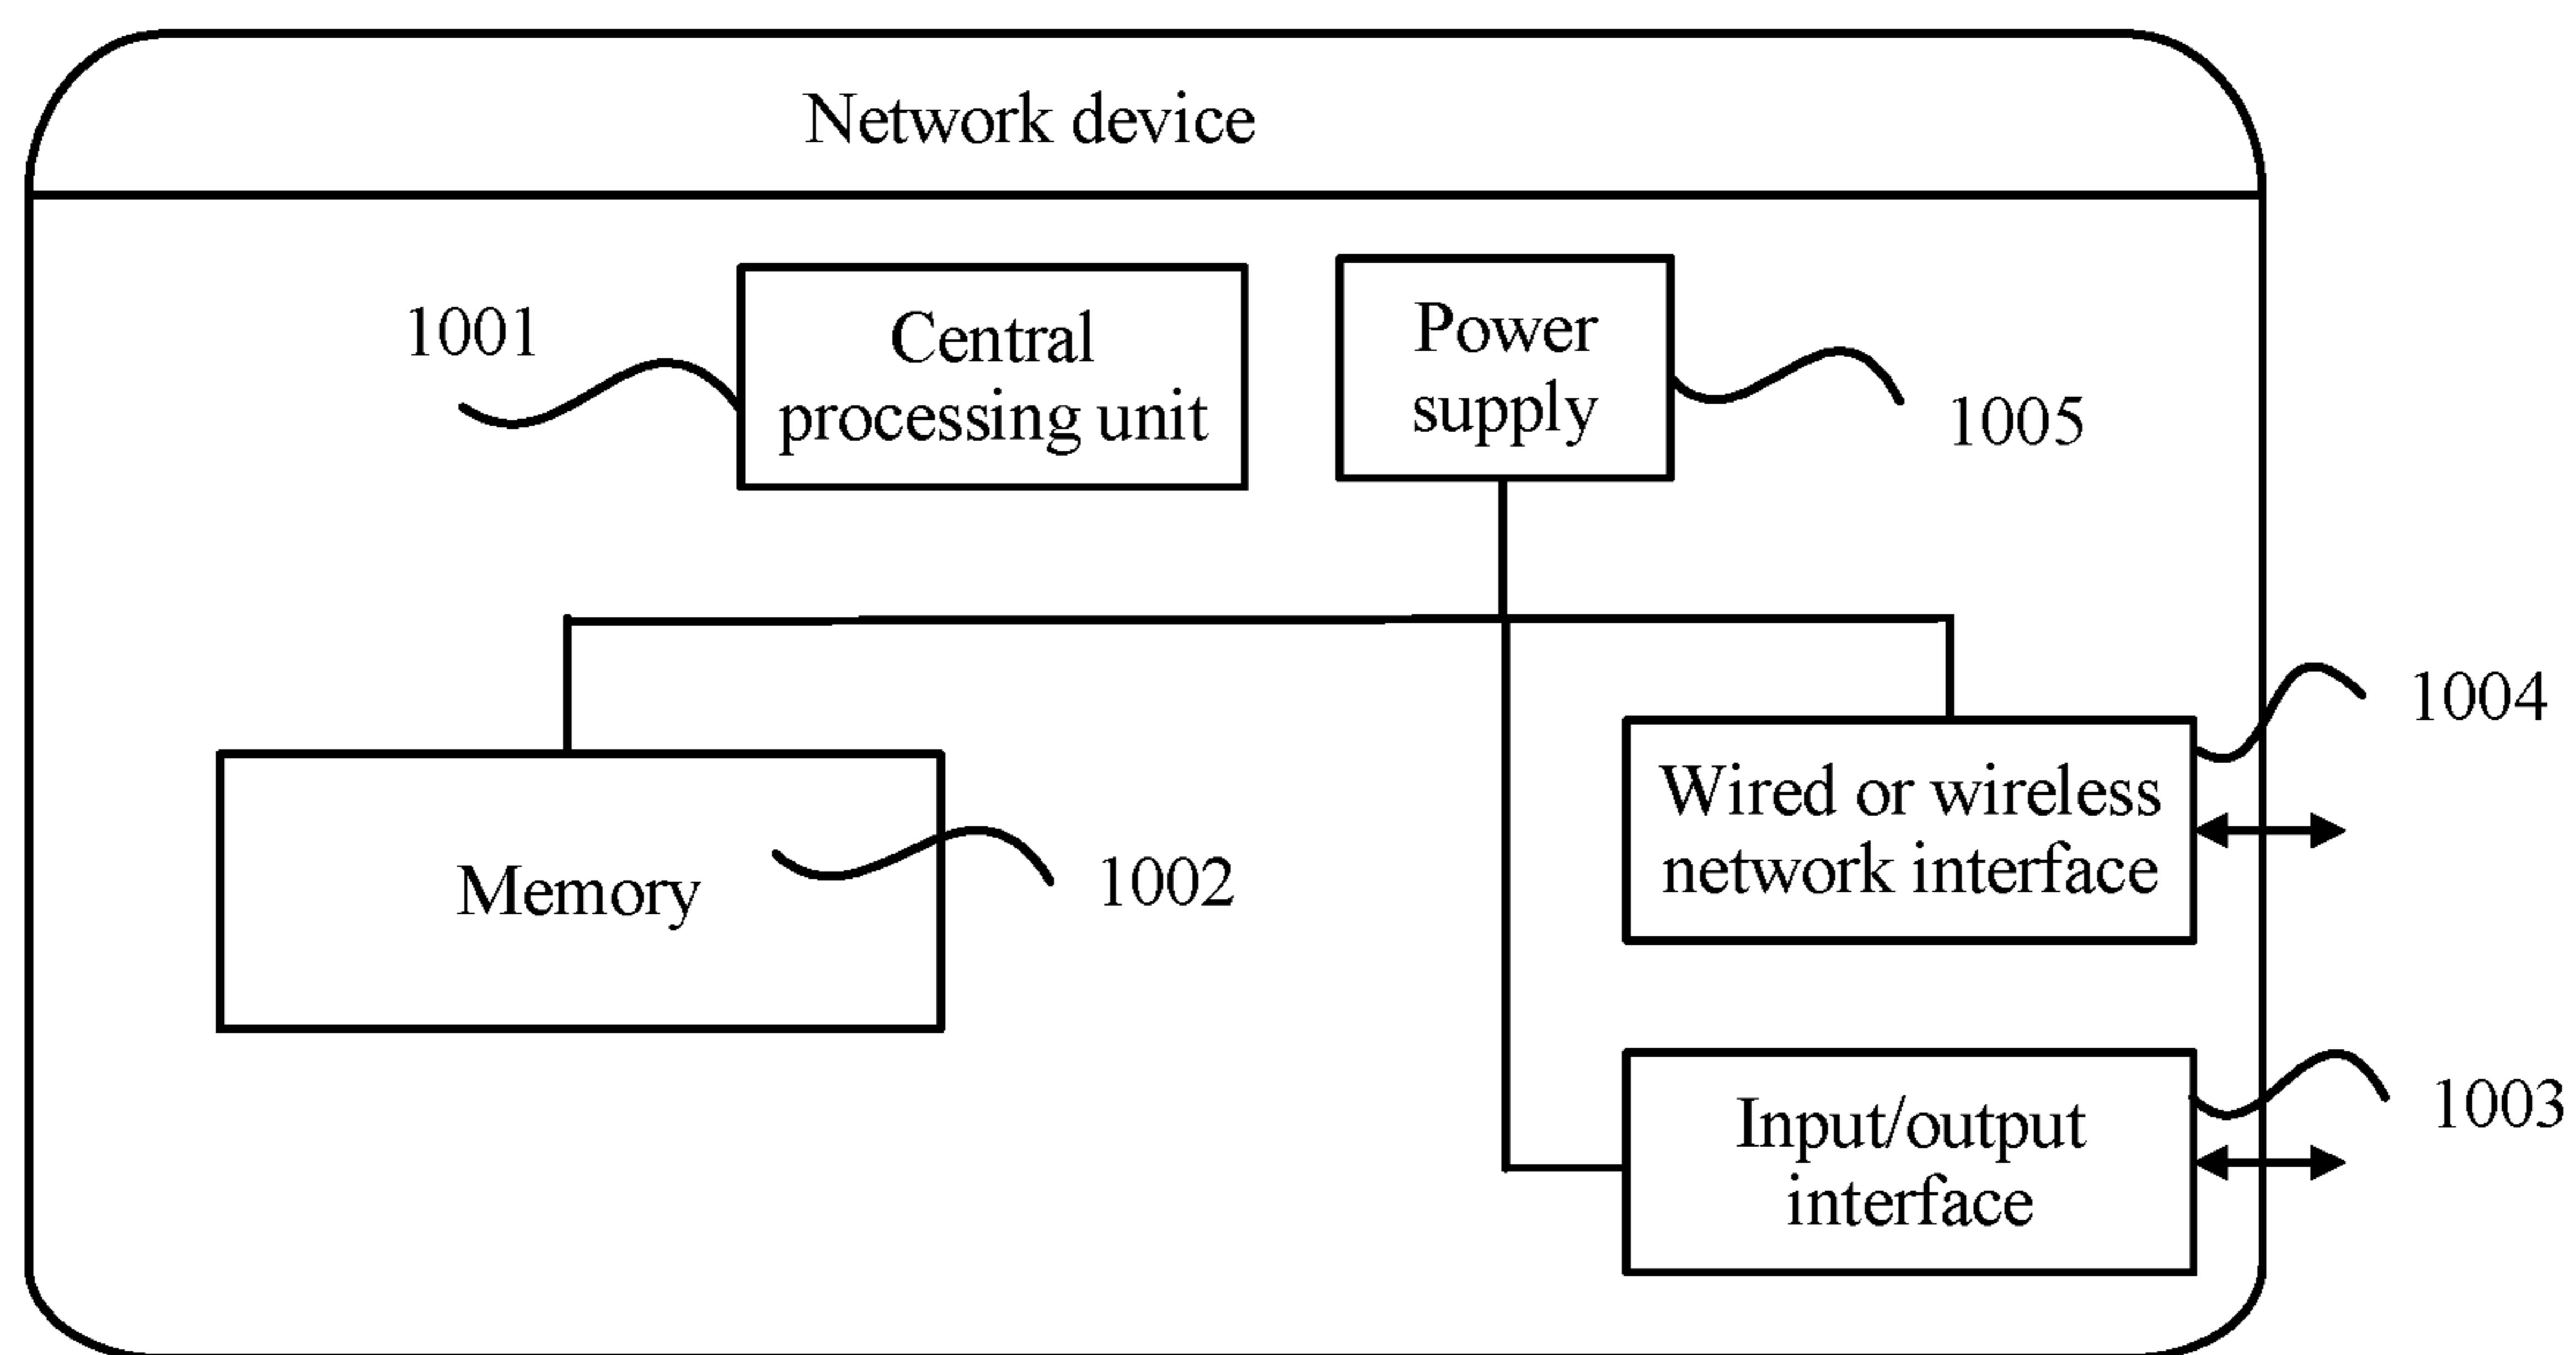 Network device
1001
Central
processing unit
Power
supply
1005
1004
Wired or wireless
network interface
Memory
1002
1003
Input/output
interface